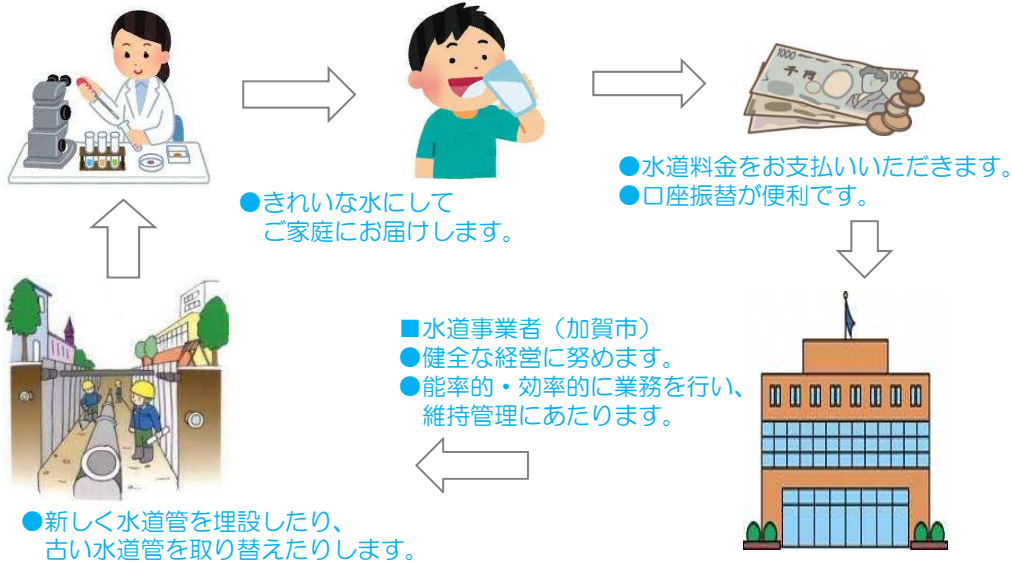 ●きれいな水にして
ご家庭にお届けします。
1000
千円
1000
●水道料金をお支払いいただきます。
●口座振替が便利です。
■水道事業者（加賀市）
●健全な経営に努めます。
●能率的・効率的に業務を行い、
維持管理にあたります。
●新しく水道管を埋設したり、
古い水道管を取り替えたりします。